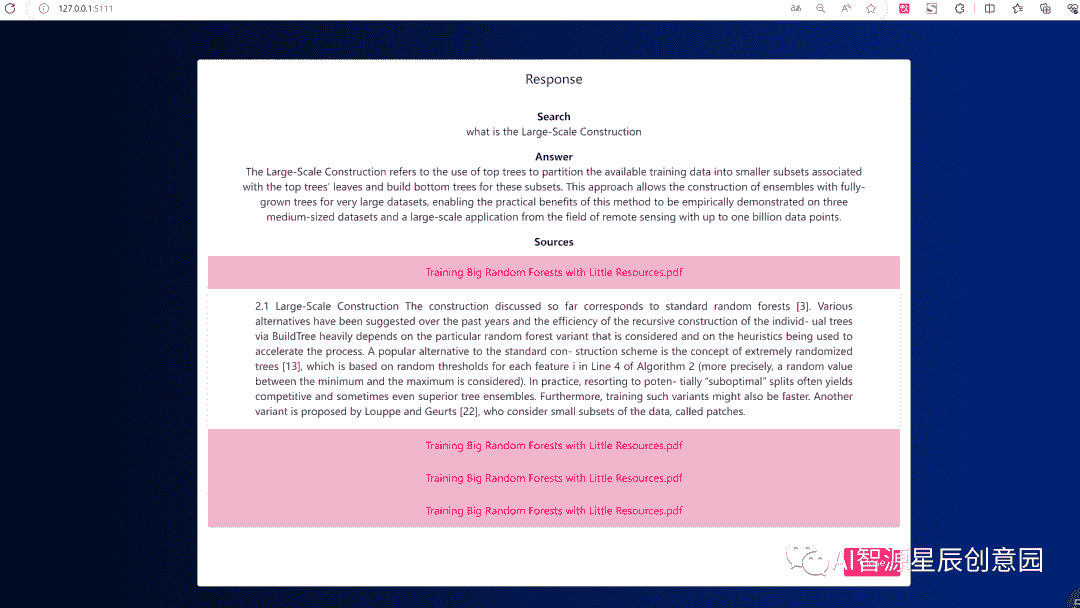 127.0.0.1:5111
Response
Search
what is the Large-Scale Construction
Answer
The Large-Scale Construction refers to the use of top trees to partition the available training data into smaller subsets associated
with the top trees' leaves and build bottom trees for these subsets. This approach allows the construction of ensembles with fully-
grown trees for very large datasets, enabling the practical benefits of this method to be empirically demonstrated on three
medium-sized datasets and a large-scale application from the field of remote sensing with up to one billion data points.
Sources
Training Big Random Forests with Little Resources.pdf
2.1 Large-Scale Construction The construction discussed so far corresponds to standard random forests [3]. Various
alternatives have been suggested over the past years and the efficiency of the recursive construction of the individ- ual trees
via BuildTree heavily depends on the particular random forest variant that is considered and on the heuristics being used to
accelerate the process. A popular alternative to the standard con- struction scheme is the concept of extremely randomized
trees [13], which is based on random thresholds for each feature i in Line 4 of Algorithm 2 (more precisely, a random value
between the minimum and the maximum is considered). In practice, resorting to poten- tially “suboptimal” splits often yields
competitive and sometimes even superior tree ensembles. Furthermore, training such variants might also be faster. Another
variant is proposed by Louppe and Geurts [22], who consider small subsets of the data, called patches.
Training Big Random Forests with Little Resources.pdf
Training Big Random Forests with Little Resources.pdf
Training Big Random Forests with Little Resources.pdf
AI智源星辰创意园